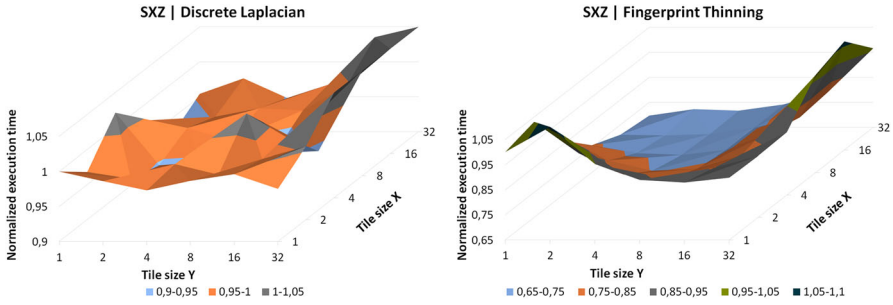 SXZ | Discrete Laplacian
Normalized execution time
1,05
1
0,95
0,9
1 2 4 8 16 32
Tile size Y
1
2
4
8
16
32
Tile size X
0,9-0,95 0,95-1 1-1,05
SXZ | Fingerprint Thinning
Normalized execution time
1,05
0,95
0,85
0,75
0,65
1 2 4 8 16 32
Tile size Y
1
2
4
8
16
32
Tile size X
0,65-0,75 0,75-0,85 0,85-0,95 0,95-1,05 1,05-1,1